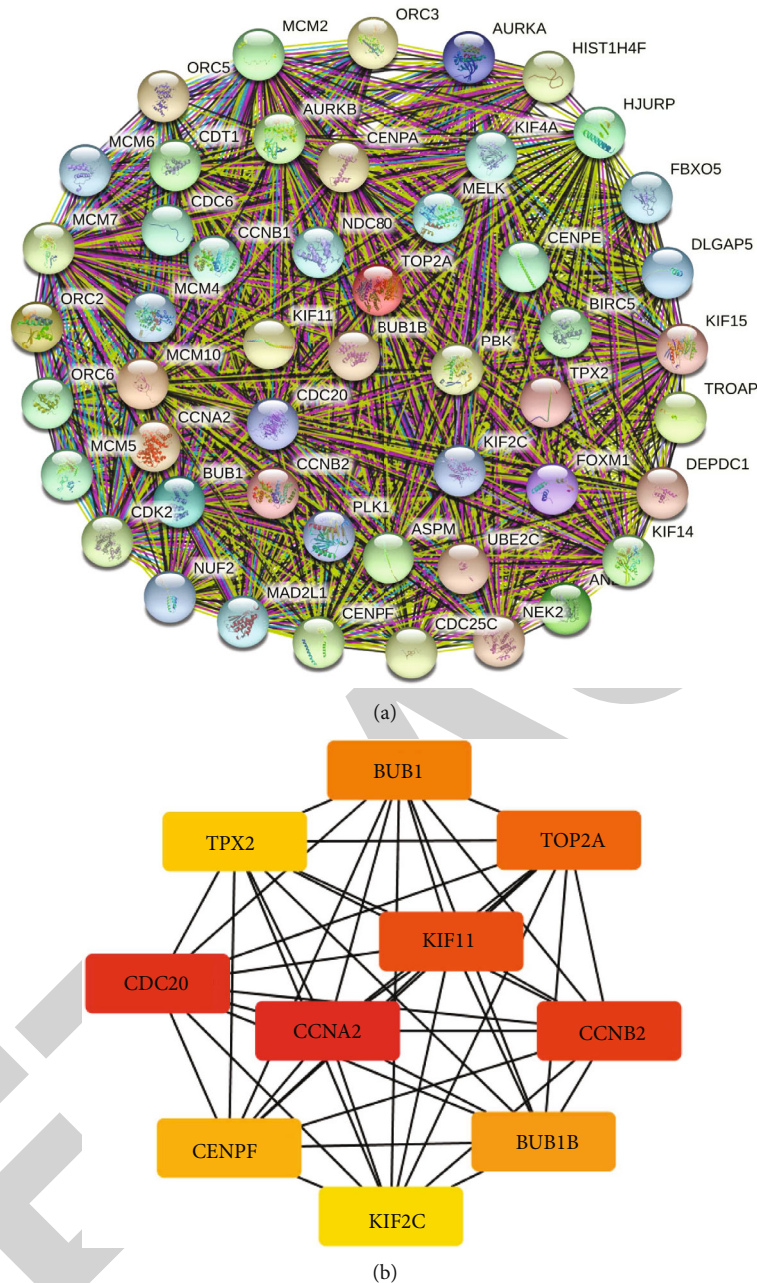 MCM2
ORC3
AURKA
HIST1H4F
ORC5
AURKB
HJURP
MCM6
CDT1
CENPA
KIF4A
FBXO5
MCM7
CDC6
MELK
CCNB1
NDC80
CENPE
DLGAP5
TOP2A
ORC2
MCM4
BIRC5
KIF15
KIF11
BUB1B
PBK
MCM10
TPX2
TROAP
ORC6
CDC20
CCNA2
MCM5
KIF2C
FOXM1
DEPDC1
BUB1
CCNB2
CDK2
PLK1
ASPM
UBE2C
KIF14
NUF2
MAD2L1
CENPF
CDC25C
NEK2
(a)
BUB1
TPX2
TOP2A
KIF11
CDC20
CCNA2
CCNB2
CENPF
BUB1B
KIF2C
(b)